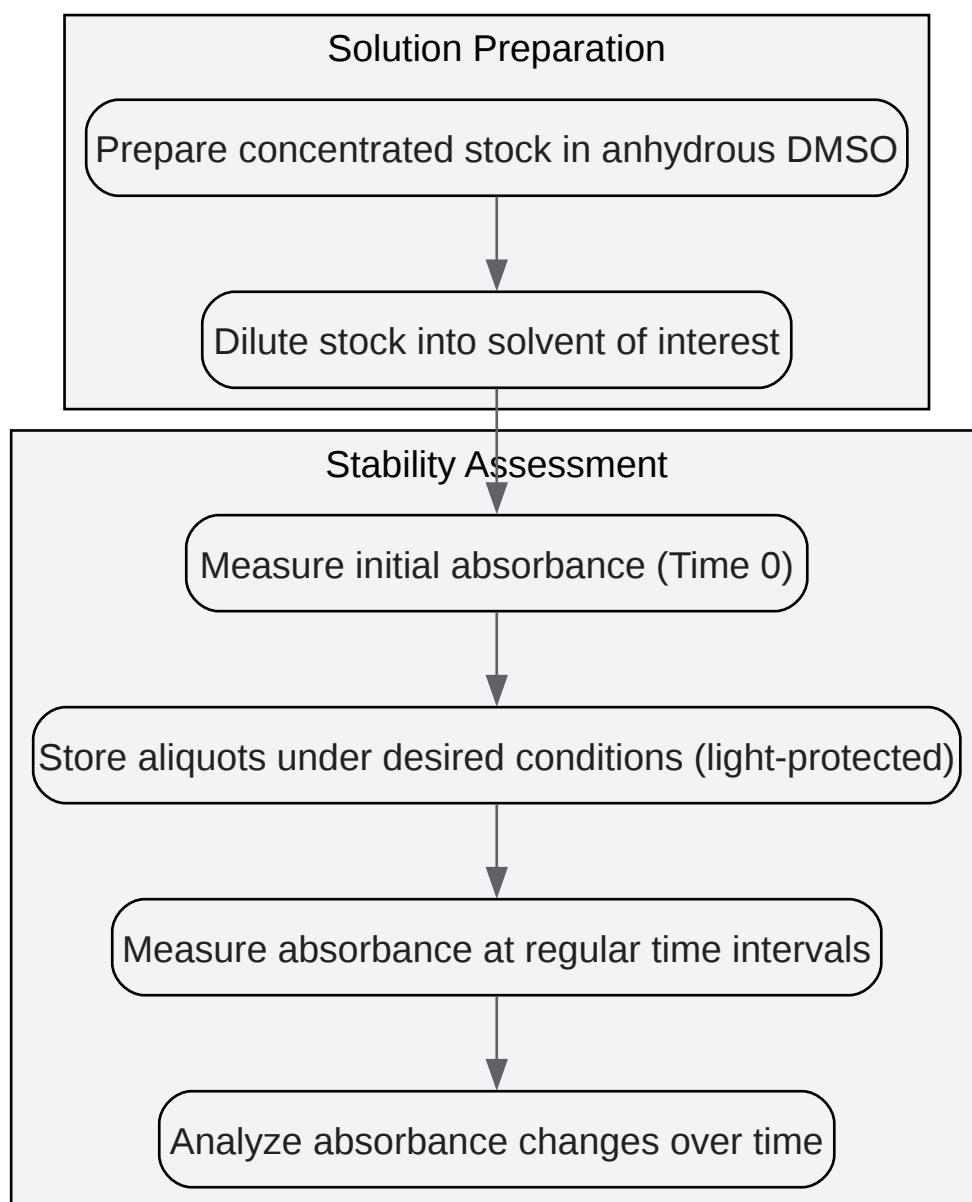 Solution Preparation
Prepare concentrated stock in anhydrous DMSO
Dilute stock into solvent of interest
Stability Assessment
Measure initial absorbance (Time 0)
Store aliquots under desired conditions (light-protected)
Measure absorbance at regular time intervals
Analyze absorbance changes over time